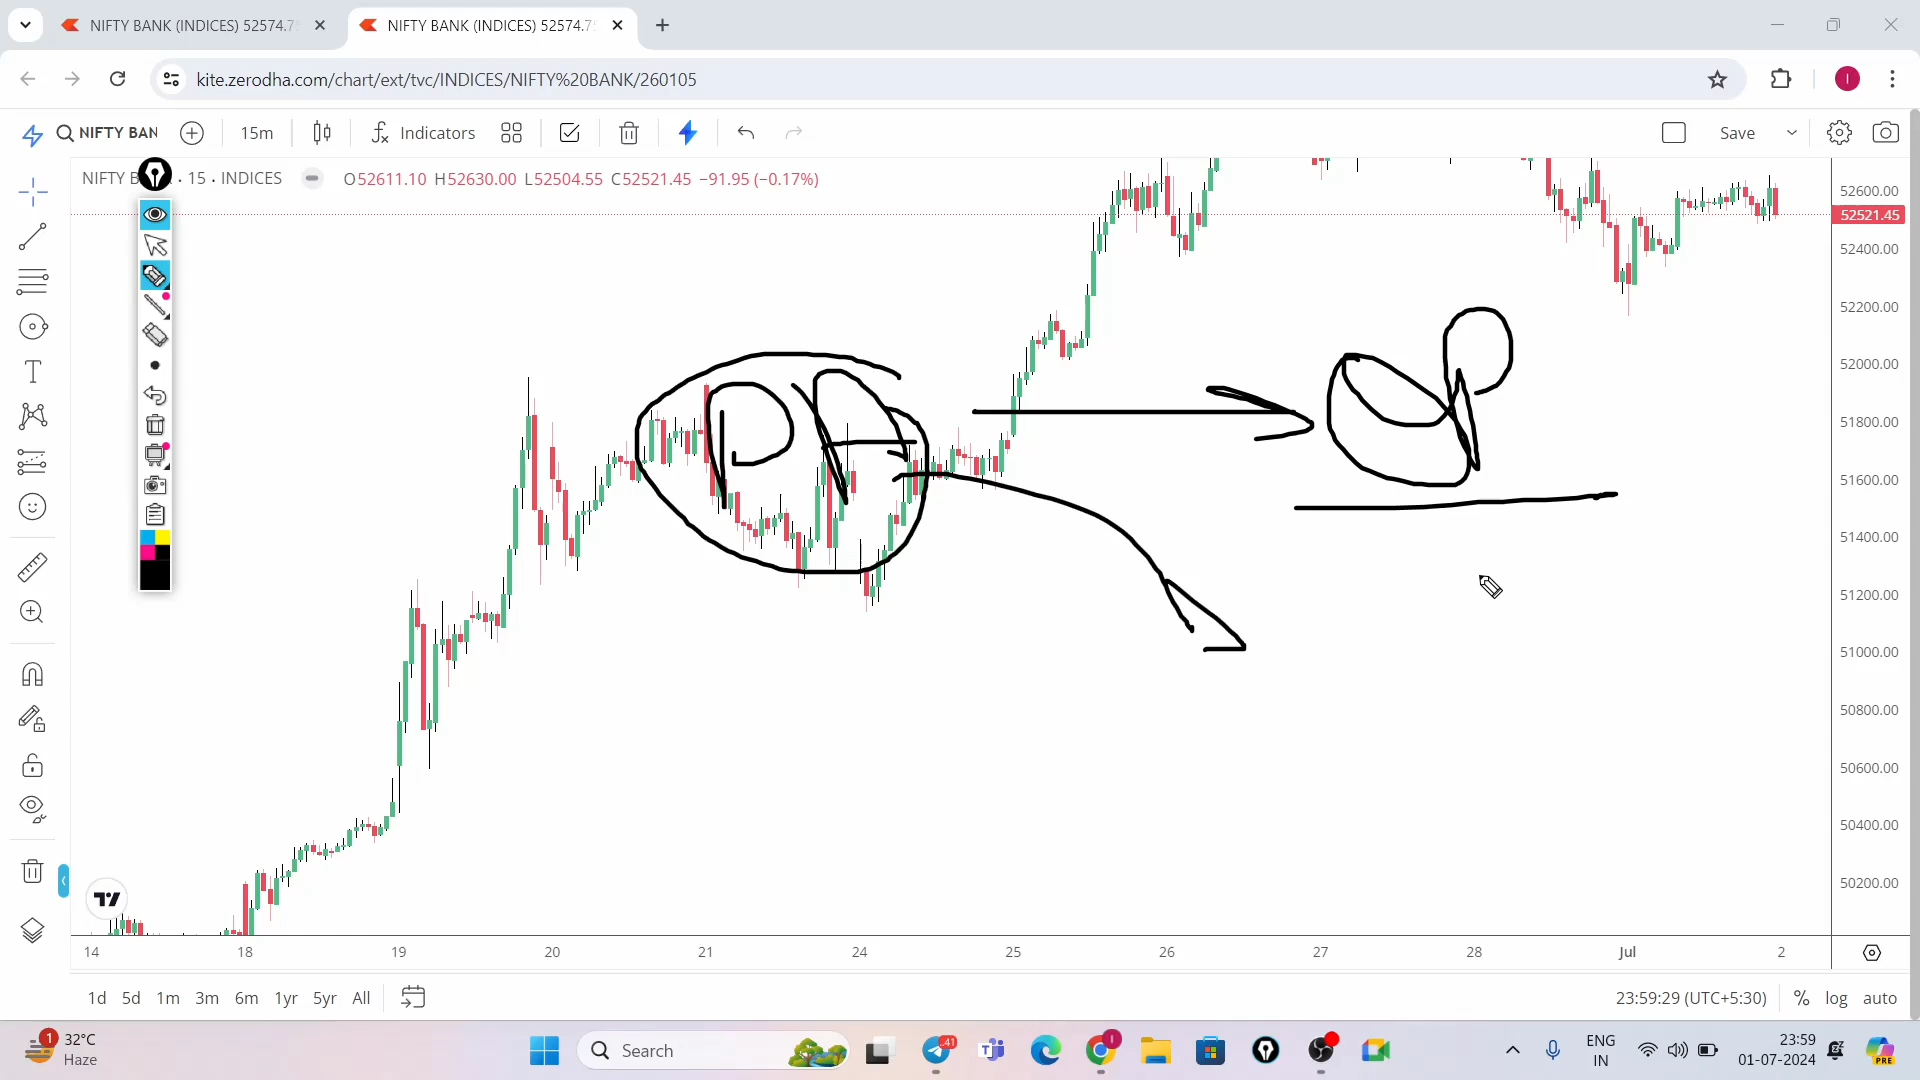 NIFTY BANK (INDICES) 52574.7
NIFTY BANK (INDICES) 52574.7
kite.zerodha.com/chart/ext/tvc/INDICES/NIFTY%20BANK/260105
I
NIFTY BAN
15m
Indicators
Save
NIFTY B · 15 · INDICES
O52611.10 H52630.00 L52504.55 C52521.45 −91.95 (−0.17%)
52600.00
52521.45
52400.00
52200.00
52000.00
51800.00
51600.00
51400.00
51200.00
51000.00
50800.00
50600.00
50400.00
50200.00
PA
14 18 19 20 21 24 25 26 27 28 Jul 2
1d 5d 1m 3m 6m 1yr 5yr All
23:59:29 (UTC+5:30) % log auto
1
32°C
Haze
Search
41
ENG
IN
23:59
01-07-2024
PRE